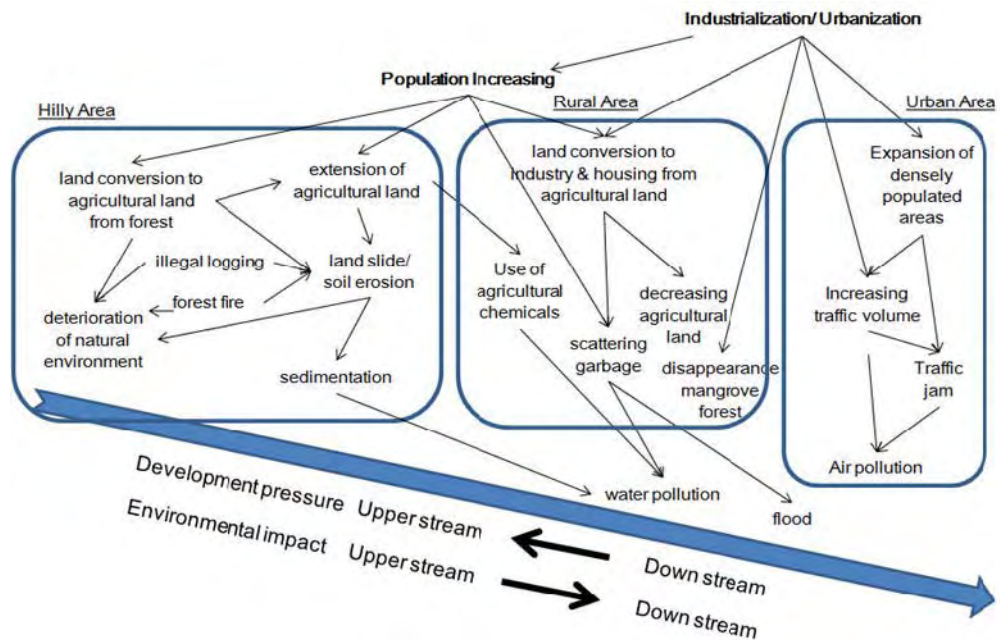 Industrialization/ Urbanization
Population Increasing
Hilly Area
Rural Area
Urban Area
land conversion to
agricultural land
from forest
extension of
agricultural land
illegal logging
land slide/
soil erosion
forest fire
deterioration
of natural
environment
sedimentation
land conversion to
industry & housing from
agricultural land
Use of
agricultural
chemicals
decreasing
agricultural
land
scattering
garbage
disappearance
mangrove
forest
Expansion of
densely
populated
areas
Increasing
traffic volume
Traffic
jam
Air pollution
water pollution
flood
Development pressure Upper stream
Down stream
Environmental impact Upper stream
Down stream